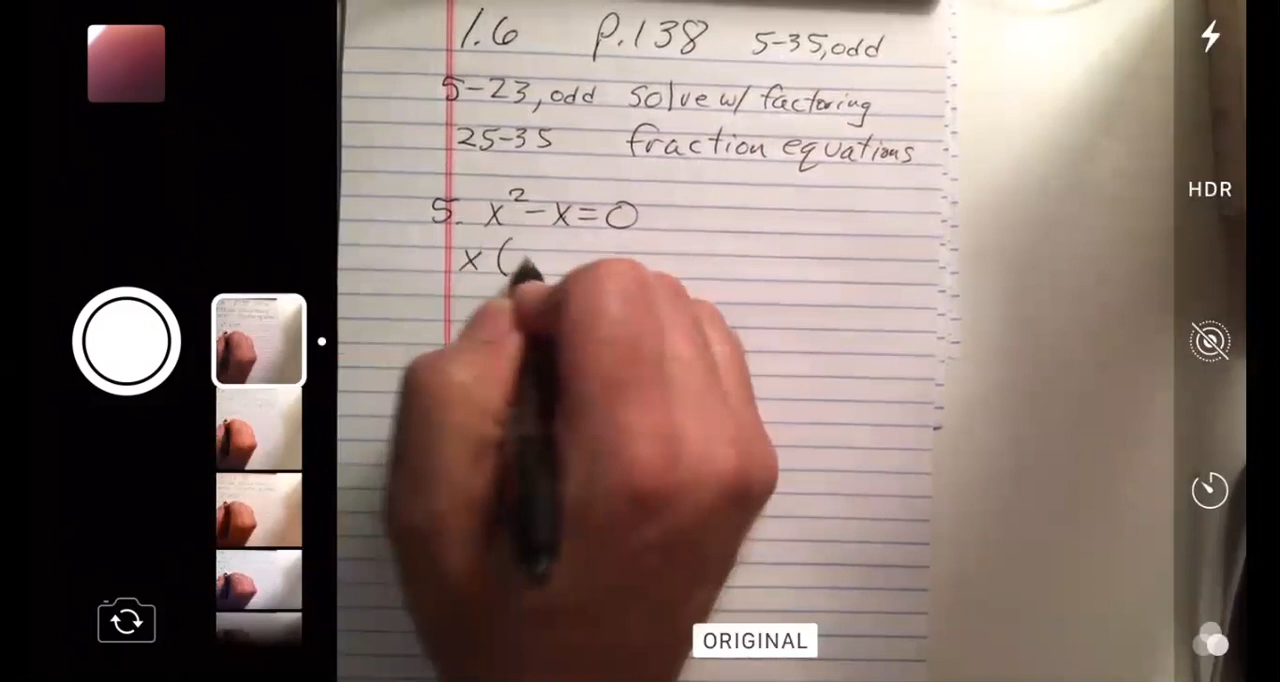 1.6 p.138 5-35,odd
5-23, odd solve w/ factoring
25-35 fraction equations
5. x²-x=0
x (
HDR
ORIGINAL